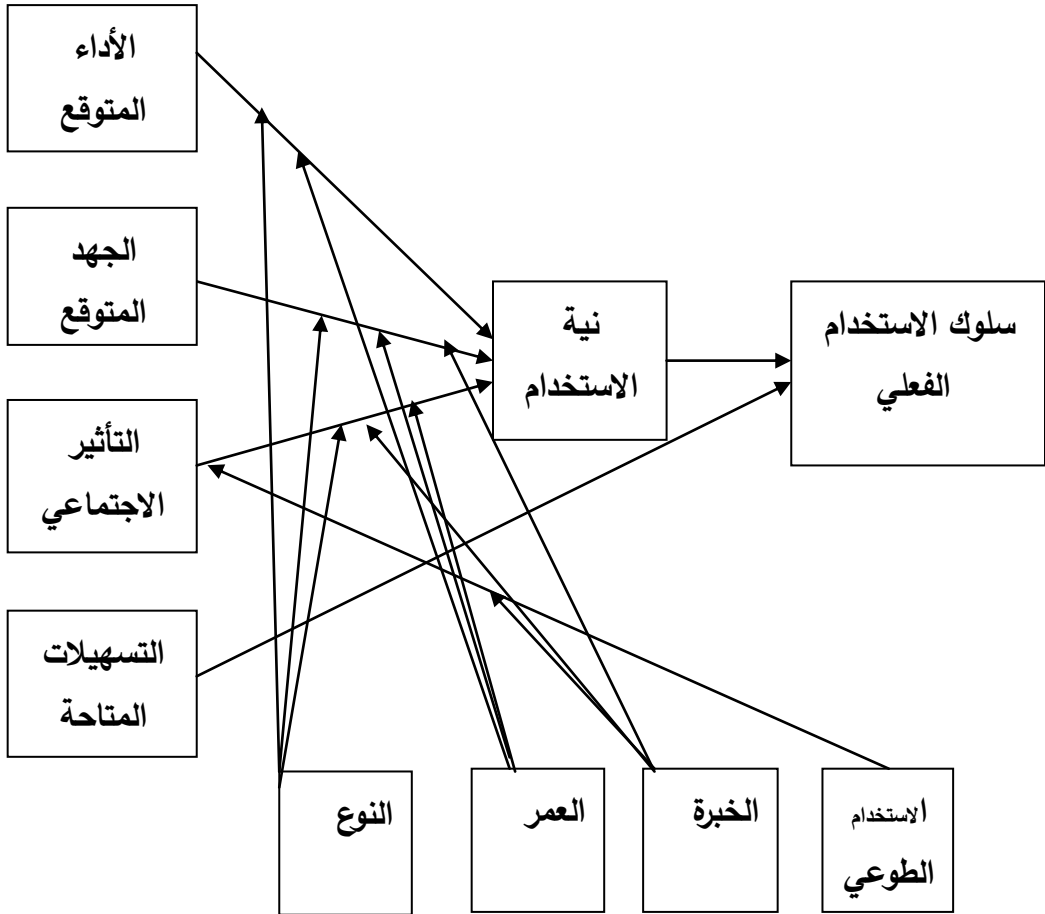 الأداء
المتوقع
الجهد
المتوقع
نية
الاستخدام
سلوك الاستخدام
الفعلي
التأثير
الاجتماعي
التسهيلات
المتاحة
النوع
العمر
الخبرة
الاستخدام
الطوعي